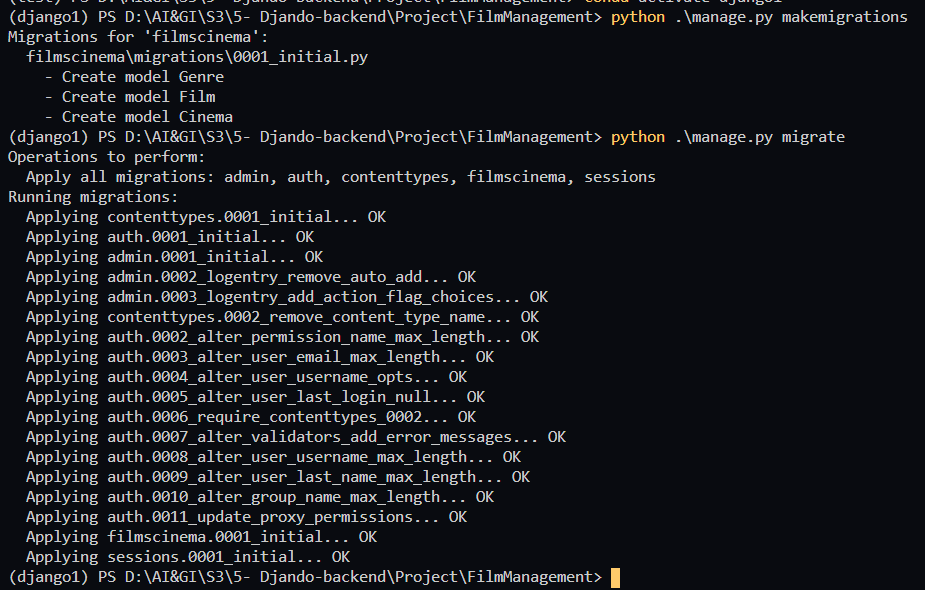 (test) PS D:\AI&GI\S3\5- Djando-backend\Project\FilmManagement> conda activate django1
(django1) PS D:\AI&GI\S3\5- Djando-backend\Project\FilmManagement> python .\manage.py makemigrations
Migrations for 'filmscinema':
  filmscinema\migrations\0001_initial.py
    - Create model Genre
    - Create model Film
    - Create model Cinema
(django1) PS D:\AI&GI\S3\5- Djando-backend\Project\FilmManagement> python .\manage.py migrate
Operations to perform:
  Apply all migrations: admin, auth, contenttypes, filmscinema, sessions
Running migrations:
  Applying contenttypes.0001_initial... OK
  Applying auth.0001_initial... OK
  Applying admin.0001_initial... OK
  Applying admin.0002_logentry_remove_auto_add... OK
  Applying admin.0003_logentry_add_action_flag_choices... OK
  Applying contenttypes.0002_remove_content_type_name... OK
  Applying auth.0002_alter_permission_name_max_length... OK
  Applying auth.0003_alter_user_email_max_length... OK
  Applying auth.0004_alter_user_username_opts... OK
  Applying auth.0005_alter_user_last_login_null... OK
  Applying auth.0006_require_contenttypes_0002... OK
  Applying auth.0007_alter_validators_add_error_messages... OK
  Applying auth.0008_alter_user_username_max_length... OK
  Applying auth.0009_alter_user_last_name_max_length... OK
  Applying auth.0010_alter_group_name_max_length... OK
  Applying auth.0011_update_proxy_permissions... OK
  Applying filmscinema.0001_initial... OK
  Applying sessions.0001_initial... OK
(django1) PS D:\AI&GI\S3\5- Djando-backend\Project\FilmManagement>